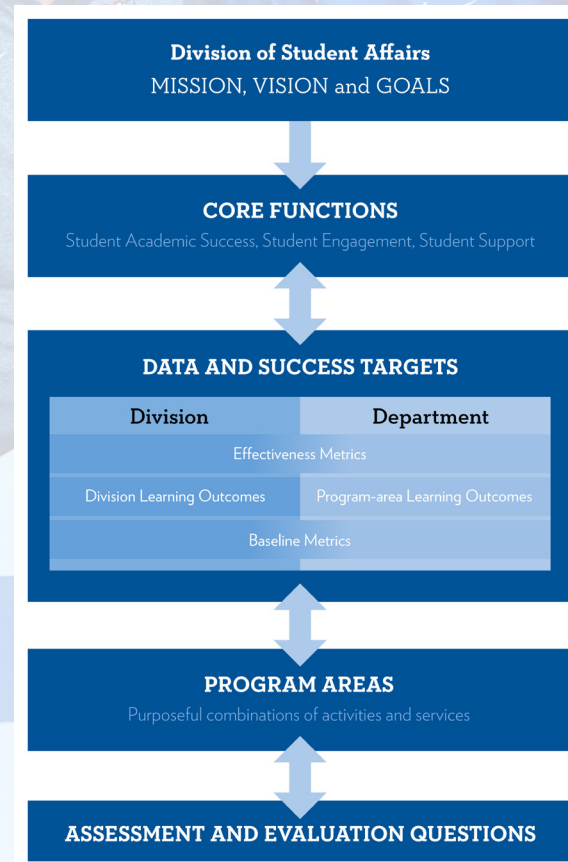 Division of Student Affairs
MISSION, VISION and GOALS
CORE FUNCTIONS
Student Academic Success, Student Engagement, Student Support
DATA AND SUCCESS TARGETS
Division Department
Effectiveness Metrics
Division Learning Outcomes Program-area Learning Outcomes
Baseline Metrics
PROGRAM AREAS
Purposeful combinations of activities and services
ASSESSMENT AND EVALUATION QUESTIONS